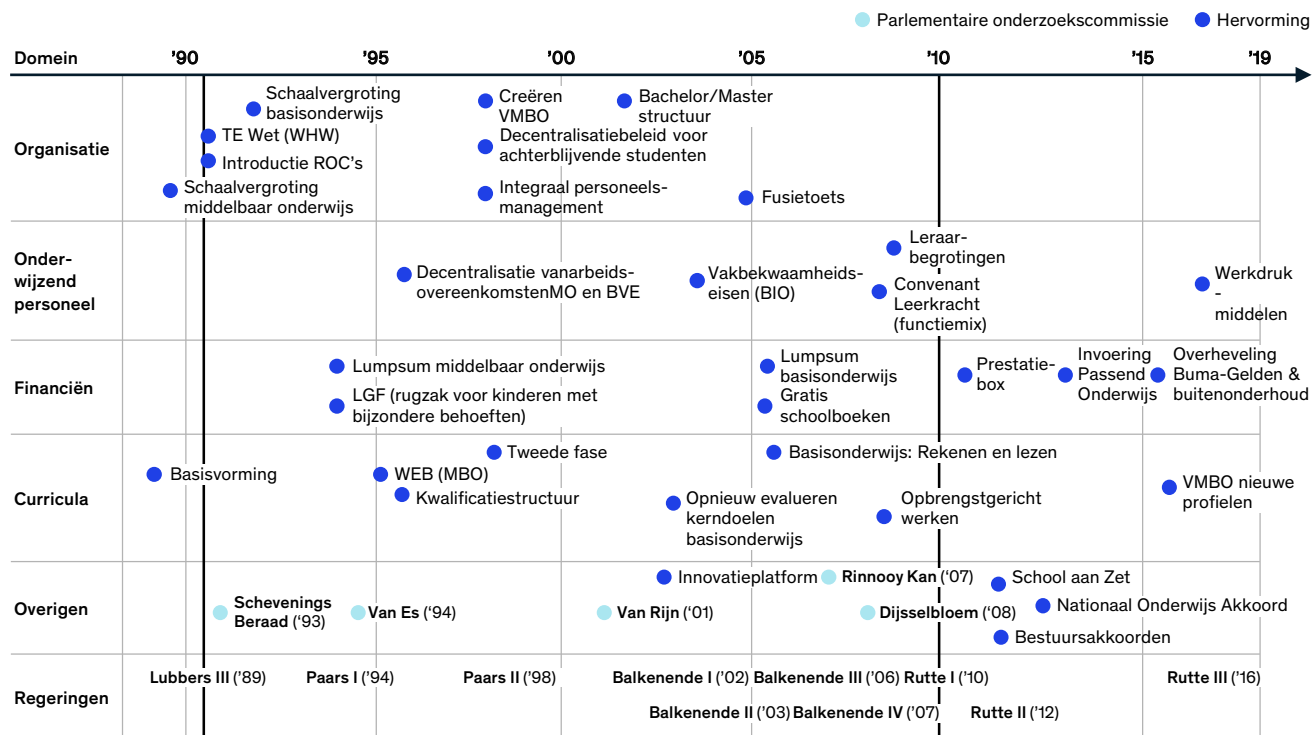 Parlementaire onderzoekscommissie
Hervorming
Domein
’90
’95
’00
’05
’10
’15
’19
Organisatie
Schaalvergroting
basisonderwijs
TE Wet (WHW)
Introductie ROC’s
Schaalvergroting
middelbaar onderwijs
Creëren
VMBO
Decentralisatiebeleid voor
achterblijvende studenten
Integraal personeels-
management
Bachelor/Master
structuur
Fusietoets
Onder-
wijzend
personeel
Decentralisatie vanarbeids-
overeenkomstenMO en BVE
Vakbekwaamheids-
eisen (BIO)
Leraar-
begrotingen
Convenant
Leerkracht
(functiemix)
Werkdruk
-
middelen
Financiën
Lumpsum middelbaar onderwijs
LGF (rugzak voor kinderen met
bijzondere behoeften)
Lumpsum
basisonderwijs
Gratis
schoolboeken
Prestatie-
box
Invoering
Passend
Onderwijs
Overheveling
Buma-Gelden &
buitenonderhoud
Curricula
Basisvorming
Tweede fase
WEB (MBO)
Kwalificatiestructuur
Basisonderwijs: Rekenen en lezen
Opnieuw evalueren
kerndoelen
basisonderwijs
Opbrengstgericht
werken
VMBO nieuwe
profielen
Overigen
Schevenings
Beraad (‘93)
Van Es (‘94)
Van Rijn (‘01)
Innovatieplatform
Rinnooy Kan (‘07)
Dijsselbloem (‘08)
School aan Zet
Nationaal Onderwijs Akkoord
Bestuursakkoorden
Regeringen
Lubbers III (’89)
Paars I (’94)
Paars II (’98)
Balkenende I (’02)
Balkenende III (’06)
Rutte I (’10)
Rutte III (’16)
Balkenende II (’03)
Balkenende IV (’07)
Rutte II (’12)